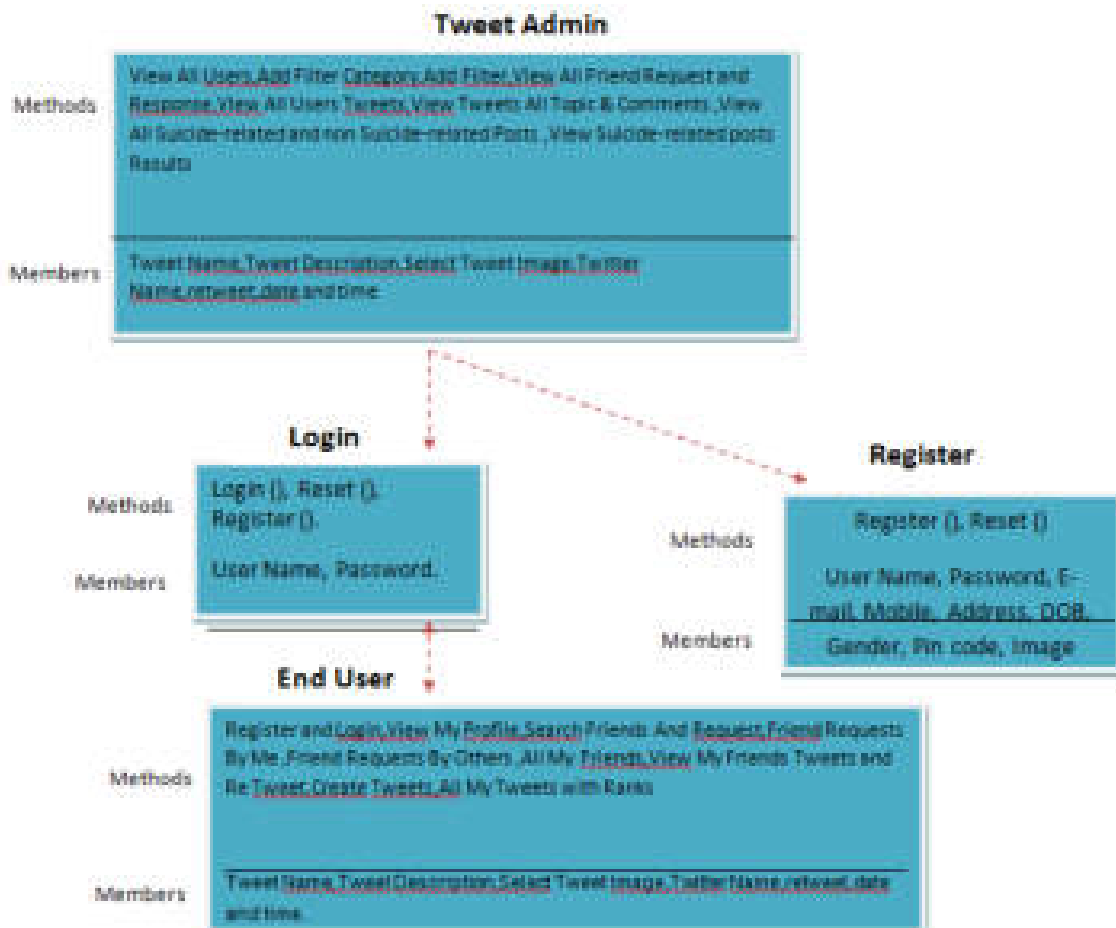 Tweet Admin
Methods
View All Users,Add Filter Category,Add Filter,View All Friend Request and
Response,View All Users Tweets,View Tweets All Topic & Comments ,View
All Suicide-related and non Suicide-related Posts ,View Suicide-related posts
Results
Members
Tweet Name,Tweet Description,Select Tweet Image,Twitter
Name,retweet,date and time
Login
Methods
Login (), Reset (),
Register ().
Members
User Name, Password.
Register
Methods
Register (), Reset ()
User Name, Password, E-
mail, Mobile, Address, DOB,
Members
Gender, Pin code, Image
End User
Methods
Register and Login,View My Profile,Search Friends And Request,Friend Requests
By Me ,Friend Requests By Others ,All My Friends,View My Friends Tweets and
Re Tweet,Create Tweets,All My Tweets with Ranks
Members
Tweet Name,Tweet Description,Select Tweet Image,Twitter Name,retweet,date
and time.